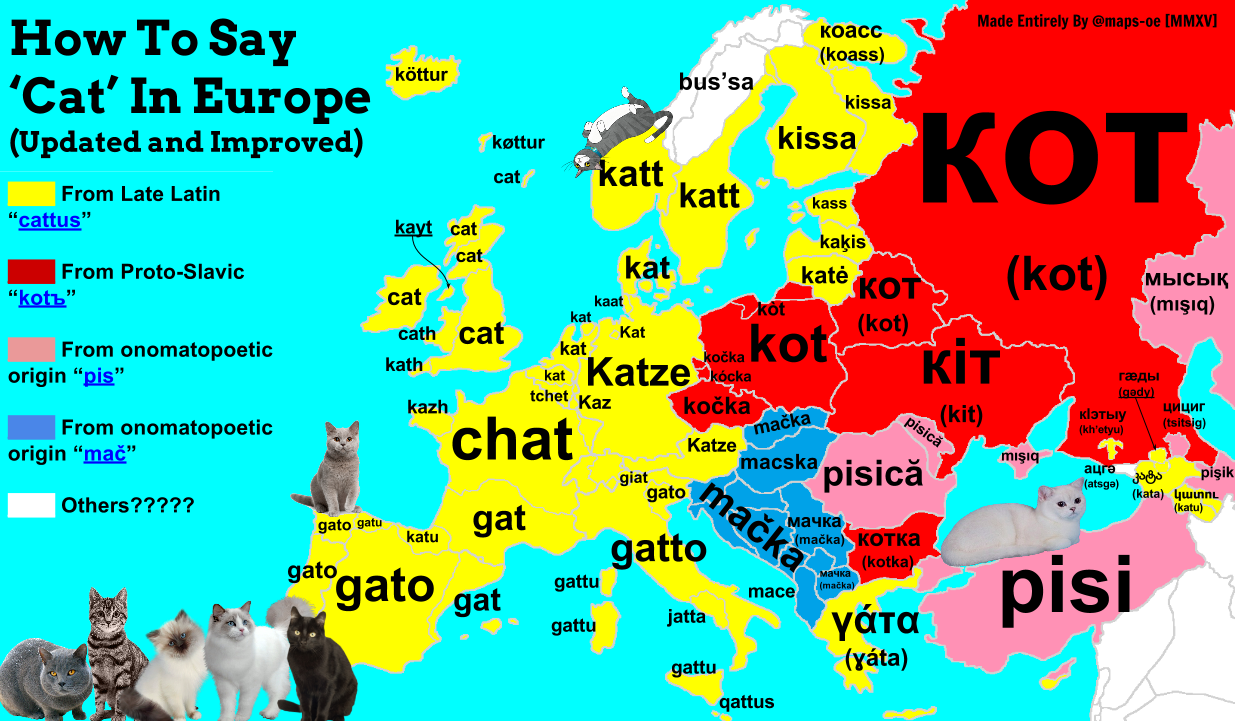 How To Say
‘Cat’ In Europe
(Updated and Improved)
Made Entirely By @maps-oe [MMXV]
From Late Latin
“cattus”
From Proto-Slavic
“kotъ”
From onomatopoetic
origin “pis”
From onomatopoetic
origin “mač”
Others?????
köttur
køttur
cat
kayt
cat
cat
cat
cat
cath
kath
kazh
bus’sa
коасс
(koass)
kissa
kissa
katt
katt
kass
kaķis
katė
kat
kaat
kat
Kat
kat
kat
tchet
Kaz
Katze
Katze
chat
giat
gato
gat
gato
gatu
katu
gato
gato
gat
gatto
gattu
gattu
jatta
gattu
qattus
кот
(kot)
кот
(kot)
kòt
kot
kočka
kócka
kočka
кіт
(kit)
mačka
macska
mačka
мачка
(mačka)
мачка
(mačka)
mace
pisică
pisică
котка
(kotka)
γάτα
(ɣáta)
pisi
mışıq
мысық
(mışıq)
гӕды
(gədy)
кӏэтыу
(kh'etyu)
цициг
(tsitsig)
ацгә
(atsgə)
კატა
(kata)
կատու
(katu)
pişik